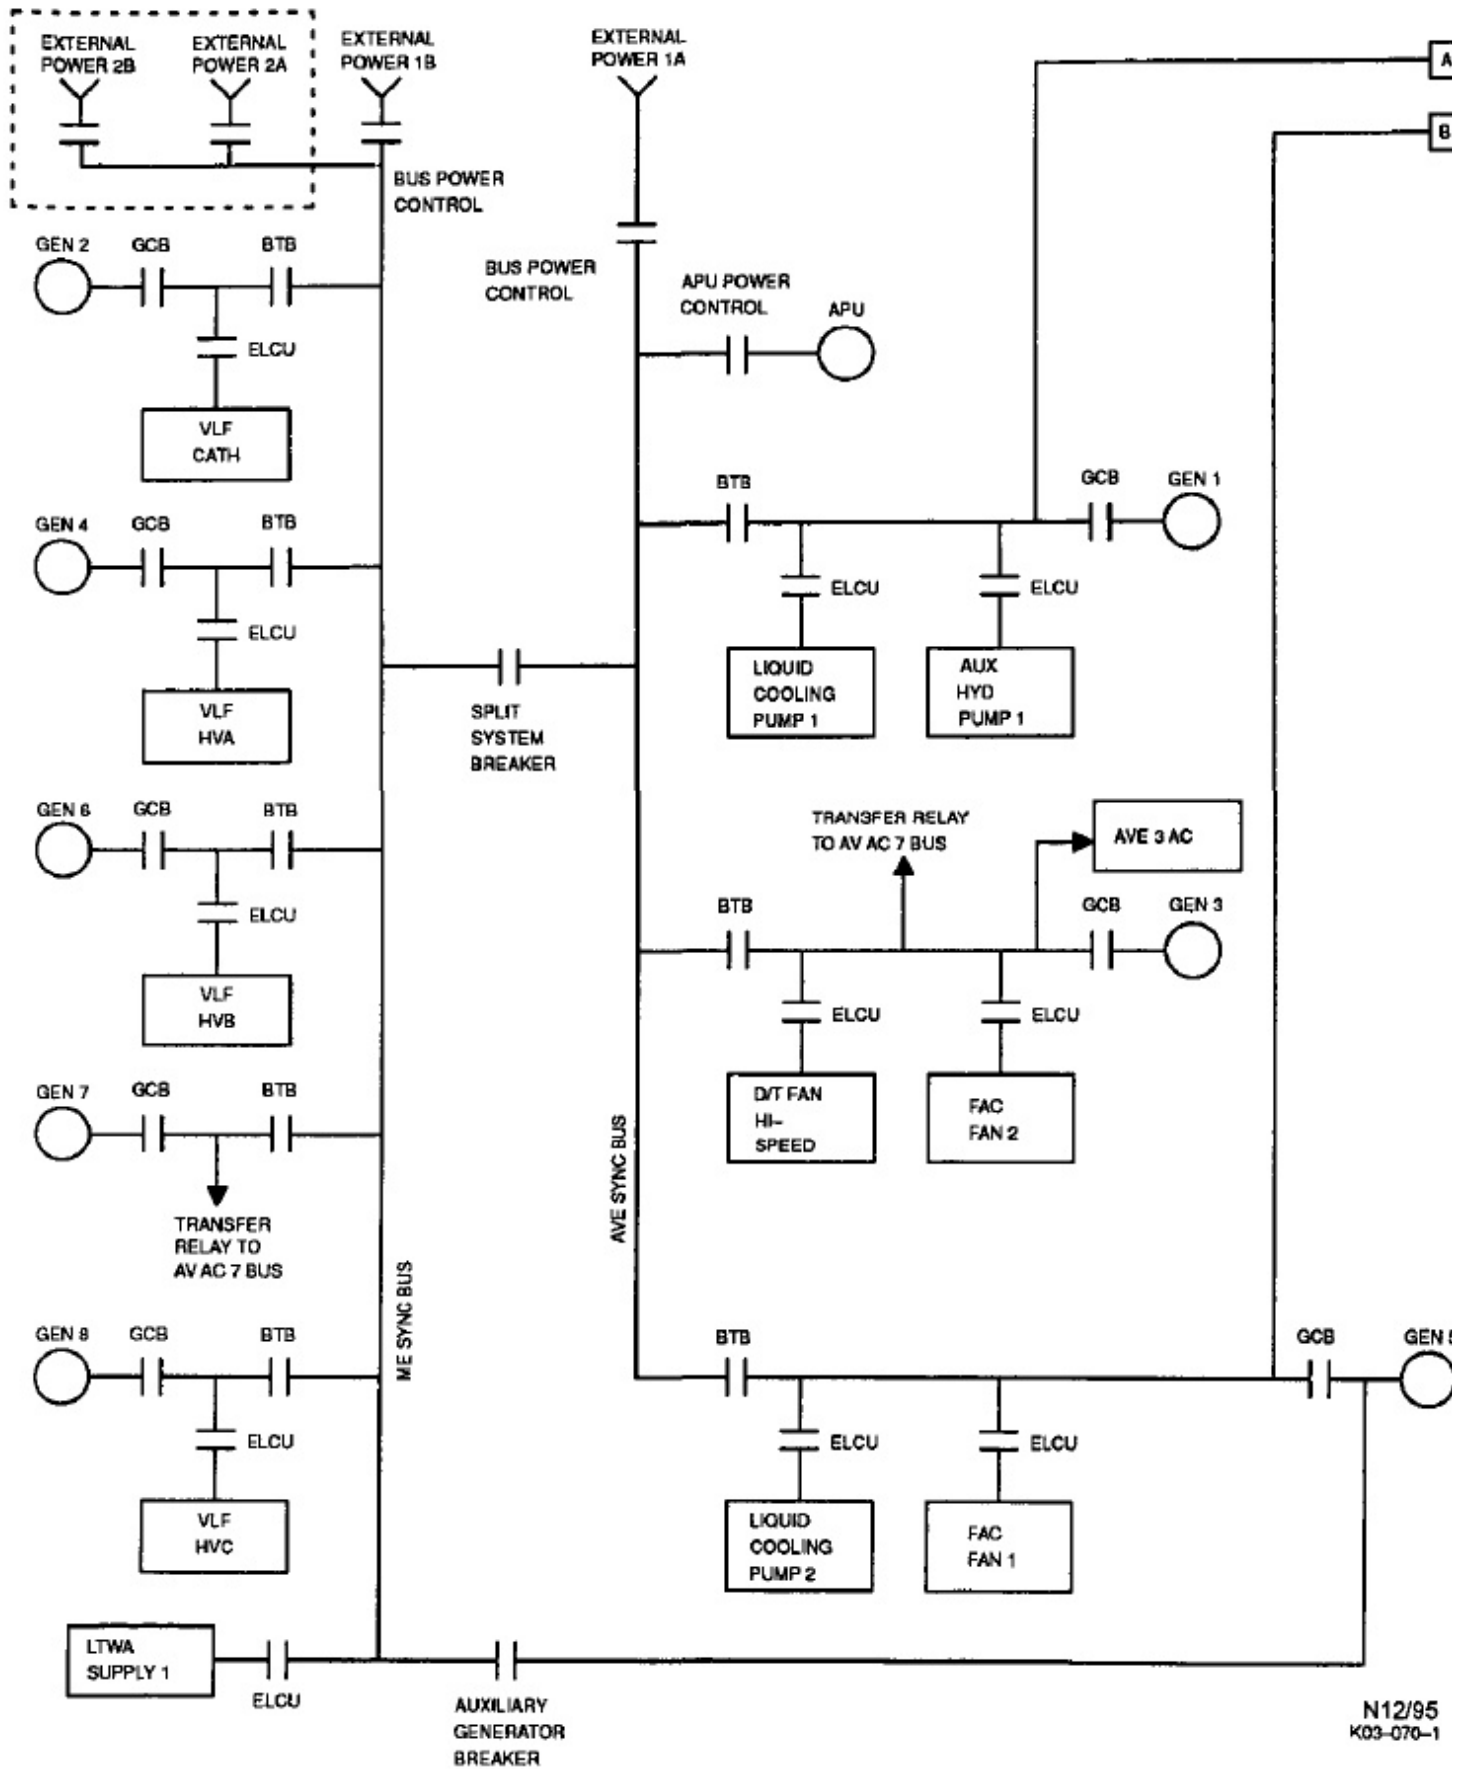 EXTERNAL
POWER 2B
EXTERNAL
POWER 2A
EXTERNAL
POWER 1B
EXTERNAL
POWER 1A
A
B
BUS POWER
CONTROL
BUS POWER
CONTROL
APU POWER
CONTROL
APU
GEN 2
GCB
BTB
ELCU
VLF
CATH
GEN 4
GCB
BTB
ELCU
VLF
HVA
BTB
GCB
GEN 1
ELCU
ELCU
LIQUID
COOLING
PUMP 1
AUX
HYD
PUMP 1
SPLIT
SYSTEM
BREAKER
GEN 6
GCB
BTB
ELCU
VLF
HVB
TRANSFER RELAY
TO AV AC 7 BUS
AVE 3 AC
BTB
GCB
GEN 3
ELCU
ELCU
D/T FAN
HI-
SPEED
FAC
FAN 2
GEN 7
GCB
BTB
TRANSFER
RELAY TO
AV AC 7 BUS
AVE SYNC BUS
ME SYNC BUS
GEN 8
GCB
BTB
ELCU
VLF
HVC
BTB
GCB
GEN 5
ELCU
ELCU
LIQUID
COOLING
PUMP 2
FAC
FAN 1
LTWA
SUPPLY 1
ELCU
AUXILIARY
GENERATOR
BREAKER
N12/95
K03-070-1